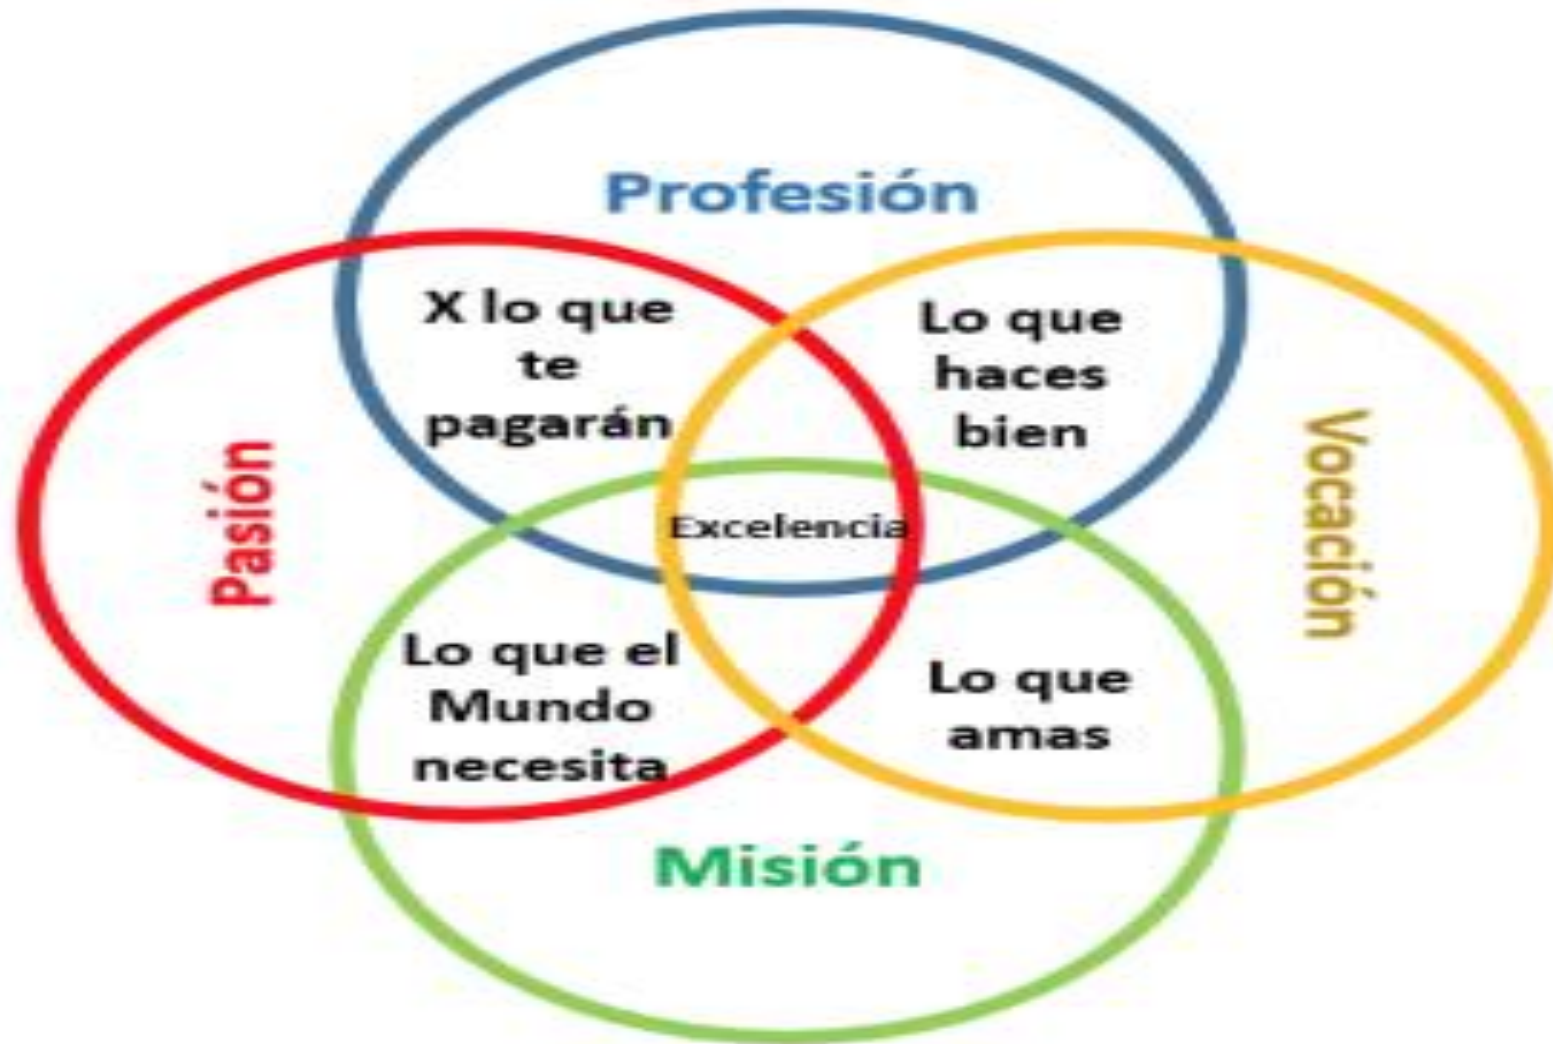 Profesión
X lo que
te
pagarán
Lo que
haces
bien
Pasión
Excelencia
Vocación
Lo que el
Mundo
necesita
Lo que
amas
Misión